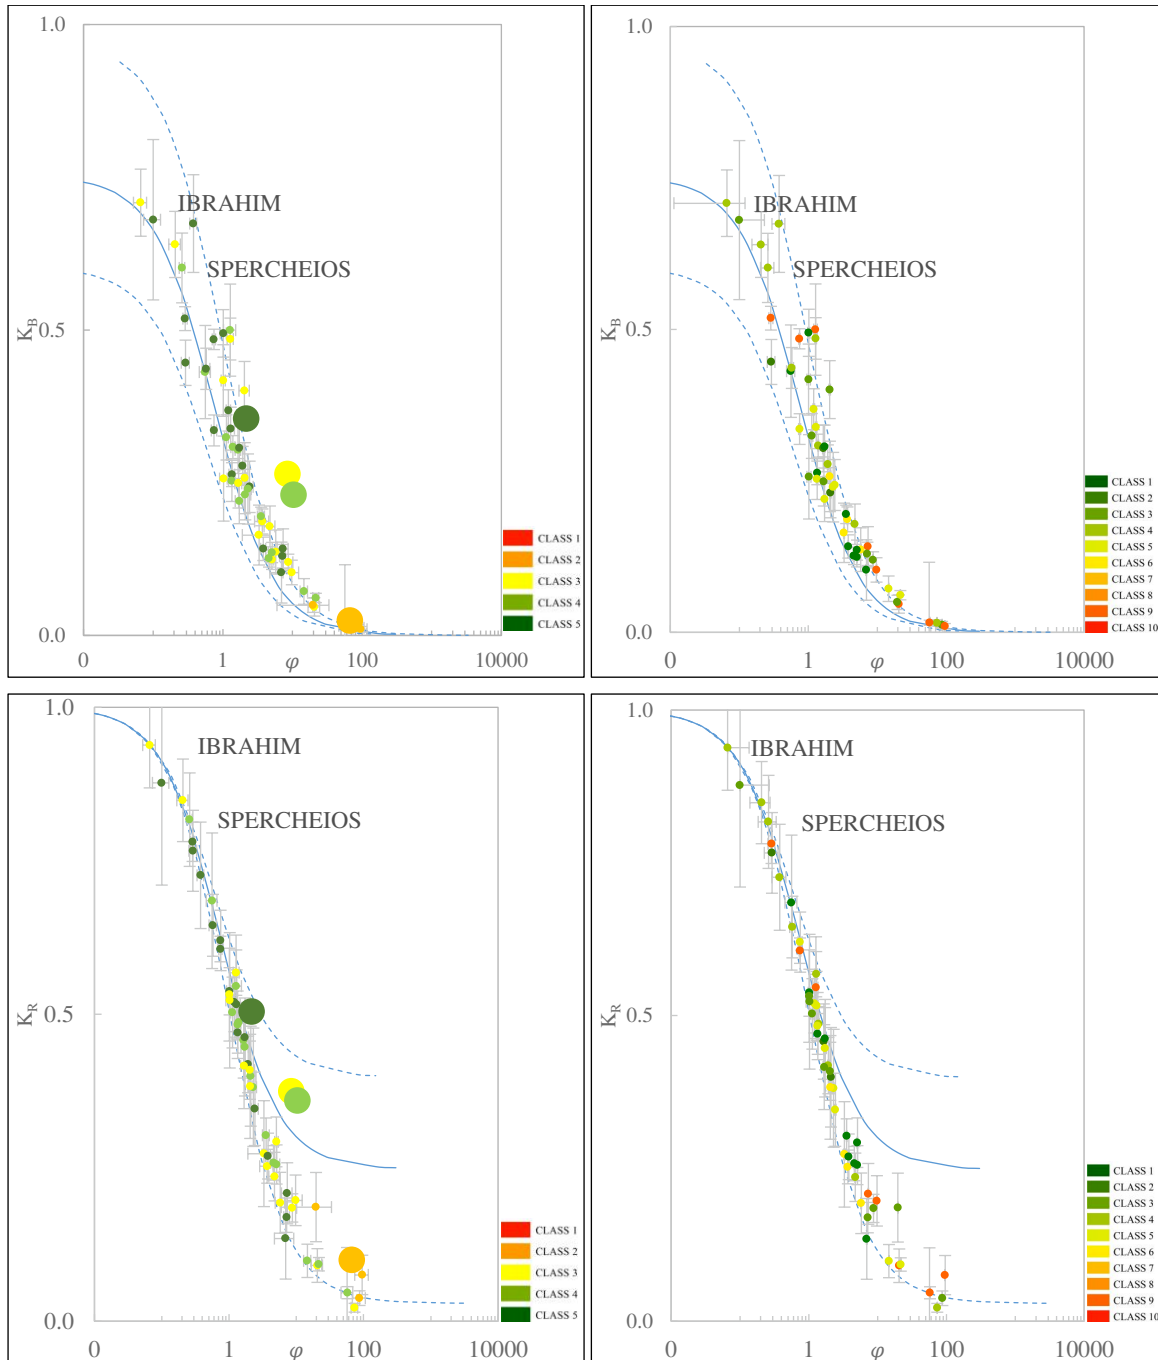 1.0
IBRAHIM
SPERCHEIOS
K_B
0.5
0.0
0
1
φ
100
10000
CLASS 1
CLASS 2
CLASS 3
CLASS 4
CLASS 5
1.0
IBRAHIM
SPERCHEIOS
K_B
0.5
0.0
0
1
φ
100
10000
CLASS 1
CLASS 2
CLASS 3
CLASS 4
CLASS 5
CLASS 6
CLASS 7
CLASS 8
CLASS 9
CLASS 10
1.0
IBRAHIM
SPERCHEIOS
K_R
0.5
0.0
0
1
φ
100
10000
CLASS 1
CLASS 2
CLASS 3
CLASS 4
CLASS 5
1.0
IBRAHIM
SPERCHEIOS
K_R
0.5
0.0
0
1
φ
100
10000
CLASS 1
CLASS 2
CLASS 3
CLASS 4
CLASS 5
CLASS 6
CLASS 7
CLASS 8
CLASS 9
CLASS 10